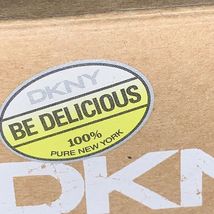 DKNY
BE DELICIOUS
100%
PURE NEW YORK
DKN